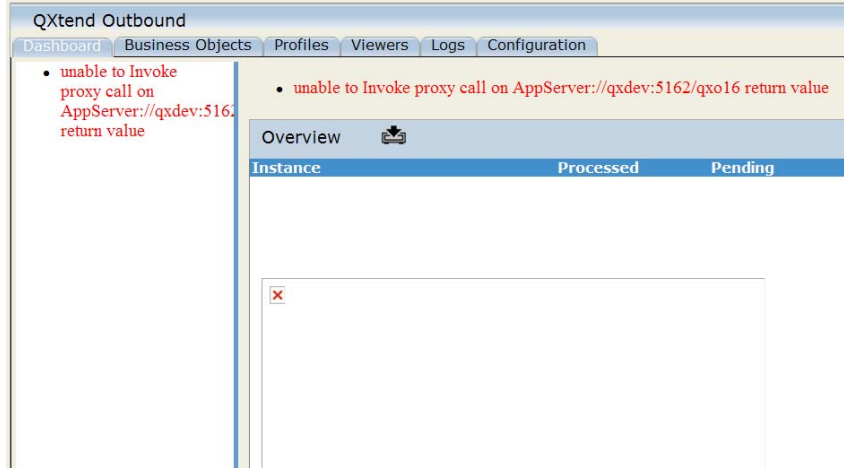 QXtend Outbound
Dashboard Business Objects Profiles Viewers Logs Configuration
unable to Invoke
proxy call on
AppServer://qxdev:5162
return value
unable to Invoke proxy call on AppServer://qxdev:5162/qxo16 return value
Overview
Instance Processed Pending